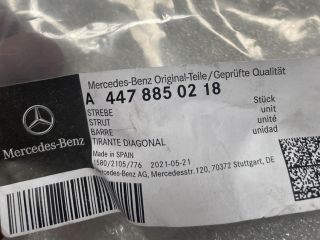 Mercedes-Benz Original-Teile/Geprüfte Qualität
A 447 885 02 18
STREBE
STRUT
BARRE
TIRANTE DIAGONAL
Stück
unit
unité
unidad
Mercedes-Benz
Made in SPAIN
1580/2105/776 2021-05-21
Mercedes-Benz AG, Mercedesstr.120, 70372 Stuttgart, DE